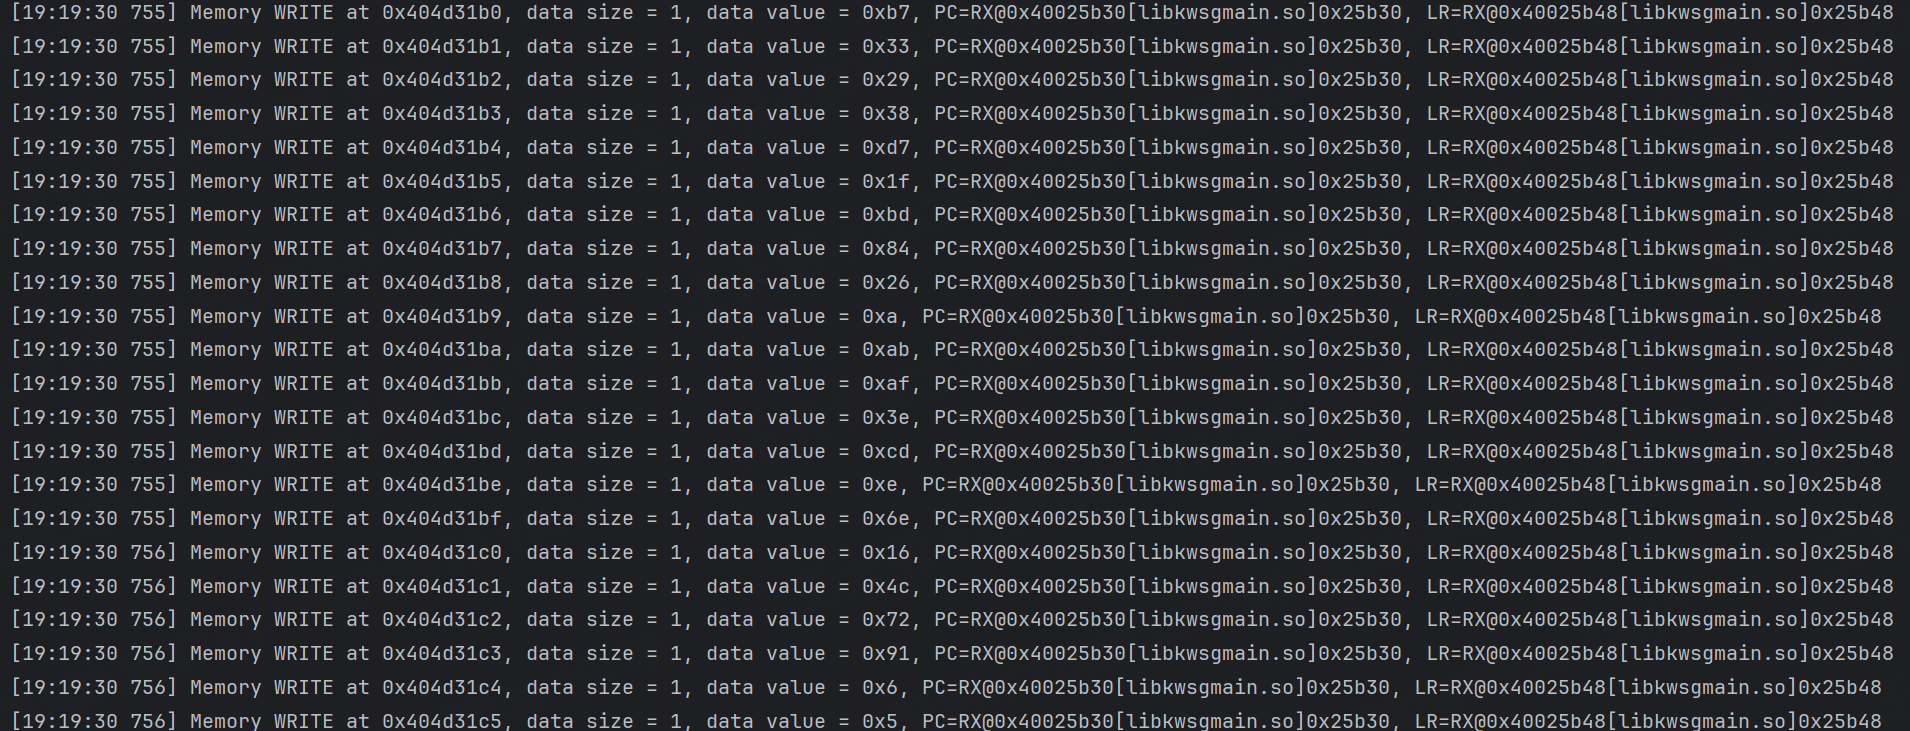 [19:19:30 755] Memory WRITE at 0x404d31b0, data size = 1, data value = 0xb7, PC=RX@0x40025b30[libkwsgmain.so]0x25b30, LR=RX@0x40025b48[libkwsgmain.so]0x25b48
[19:19:30 755] Memory WRITE at 0x404d31b1, data size = 1, data value = 0x33, PC=RX@0x40025b30[libkwsgmain.so]0x25b30, LR=RX@0x40025b48[libkwsgmain.so]0x25b48
[19:19:30 755] Memory WRITE at 0x404d31b2, data size = 1, data value = 0x29, PC=RX@0x40025b30[libkwsgmain.so]0x25b30, LR=RX@0x40025b48[libkwsgmain.so]0x25b48
[19:19:30 755] Memory WRITE at 0x404d31b3, data size = 1, data value = 0x38, PC=RX@0x40025b30[libkwsgmain.so]0x25b30, LR=RX@0x40025b48[libkwsgmain.so]0x25b48
[19:19:30 755] Memory WRITE at 0x404d31b4, data size = 1, data value = 0xd7, PC=RX@0x40025b30[libkwsgmain.so]0x25b30, LR=RX@0x40025b48[libkwsgmain.so]0x25b48
[19:19:30 755] Memory WRITE at 0x404d31b5, data size = 1, data value = 0x1f, PC=RX@0x40025b30[libkwsgmain.so]0x25b30, LR=RX@0x40025b48[libkwsgmain.so]0x25b48
[19:19:30 755] Memory WRITE at 0x404d31b6, data size = 1, data value = 0xbd, PC=RX@0x40025b30[libkwsgmain.so]0x25b30, LR=RX@0x40025b48[libkwsgmain.so]0x25b48
[19:19:30 755] Memory WRITE at 0x404d31b7, data size = 1, data value = 0x84, PC=RX@0x40025b30[libkwsgmain.so]0x25b30, LR=RX@0x40025b48[libkwsgmain.so]0x25b48
[19:19:30 755] Memory WRITE at 0x404d31b8, data size = 1, data value = 0x26, PC=RX@0x40025b30[libkwsgmain.so]0x25b30, LR=RX@0x40025b48[libkwsgmain.so]0x25b48
[19:19:30 755] Memory WRITE at 0x404d31b9, data size = 1, data value = 0xa, PC=RX@0x40025b30[libkwsgmain.so]0x25b30, LR=RX@0x40025b48[libkwsgmain.so]0x25b48
[19:19:30 755] Memory WRITE at 0x404d31ba, data size = 1, data value = 0xab, PC=RX@0x40025b30[libkwsgmain.so]0x25b30, LR=RX@0x40025b48[libkwsgmain.so]0x25b48
[19:19:30 755] Memory WRITE at 0x404d31bb, data size = 1, data value = 0xaf, PC=RX@0x40025b30[libkwsgmain.so]0x25b30, LR=RX@0x40025b48[libkwsgmain.so]0x25b48
[19:19:30 755] Memory WRITE at 0x404d31bc, data size = 1, data value = 0x3e, PC=RX@0x40025b30[libkwsgmain.so]0x25b30, LR=RX@0x40025b48[libkwsgmain.so]0x25b48
[19:19:30 755] Memory WRITE at 0x404d31bd, data size = 1, data value = 0xcd, PC=RX@0x40025b30[libkwsgmain.so]0x25b30, LR=RX@0x40025b48[libkwsgmain.so]0x25b48
[19:19:30 755] Memory WRITE at 0x404d31be, data size = 1, data value = 0xe, PC=RX@0x40025b30[libkwsgmain.so]0x25b30, LR=RX@0x40025b48[libkwsgmain.so]0x25b48
[19:19:30 755] Memory WRITE at 0x404d31bf, data size = 1, data value = 0x6e, PC=RX@0x40025b30[libkwsgmain.so]0x25b30, LR=RX@0x40025b48[libkwsgmain.so]0x25b48
[19:19:30 756] Memory WRITE at 0x404d31c0, data size = 1, data value = 0x16, PC=RX@0x40025b30[libkwsgmain.so]0x25b30, LR=RX@0x40025b48[libkwsgmain.so]0x25b48
[19:19:30 756] Memory WRITE at 0x404d31c1, data size = 1, data value = 0x4c, PC=RX@0x40025b30[libkwsgmain.so]0x25b30, LR=RX@0x40025b48[libkwsgmain.so]0x25b48
[19:19:30 756] Memory WRITE at 0x404d31c2, data size = 1, data value = 0x72, PC=RX@0x40025b30[libkwsgmain.so]0x25b30, LR=RX@0x40025b48[libkwsgmain.so]0x25b48
[19:19:30 756] Memory WRITE at 0x404d31c3, data size = 1, data value = 0x91, PC=RX@0x40025b30[libkwsgmain.so]0x25b30, LR=RX@0x40025b48[libkwsgmain.so]0x25b48
[19:19:30 756] Memory WRITE at 0x404d31c4, data size = 1, data value = 0x6, PC=RX@0x40025b30[libkwsgmain.so]0x25b30, LR=RX@0x40025b48[libkwsgmain.so]0x25b48
[19:19:30 756] Memory WRITE at 0x404d31c5, data size = 1, data value = 0x5, PC=RX@0x40025b30[libkwsgmain.so]0x25b30, LR=RX@0x40025b48[libkwsgmain.so]0x25b48